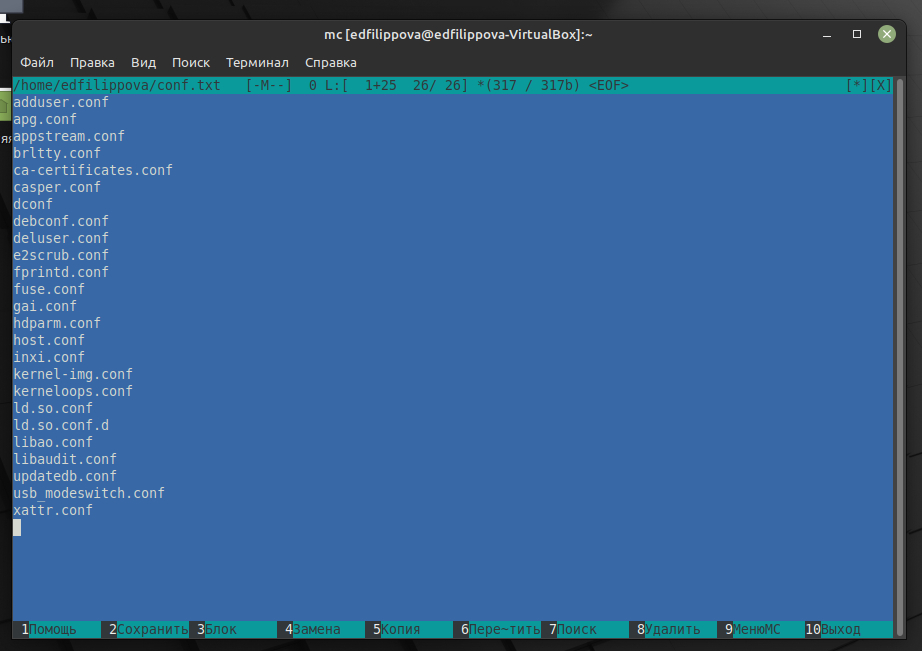 mc [edfilippova@edfilippova-VirtualBox]:~
Файл Правка Вид Поиск Терминал Справка
/home/edfilippova/conf.txt [-M--] 0 L:[ 1+25 26/ 26] *(317 / 317b) <EOF> [*][X]
adduser.conf
apg.conf
appstream.conf
brltty.conf
ca-certificates.conf
casper.conf
dconf
debconf.conf
deluser.conf
e2scrub.conf
fprintd.conf
fuse.conf
gai.conf
hdparm.conf
host.conf
inxi.conf
kernel-img.conf
kerneloops.conf
ld.so.conf
ld.so.conf.d
libao.conf
libaudit.conf
updatedb.conf
usb_modeswitch.conf
xattr.conf
1Помощь 2Сохранить 3Блок 4Замена 5Копия 6Пере~тить 7Поиск 8Удалить 9МенюMC 10Выход